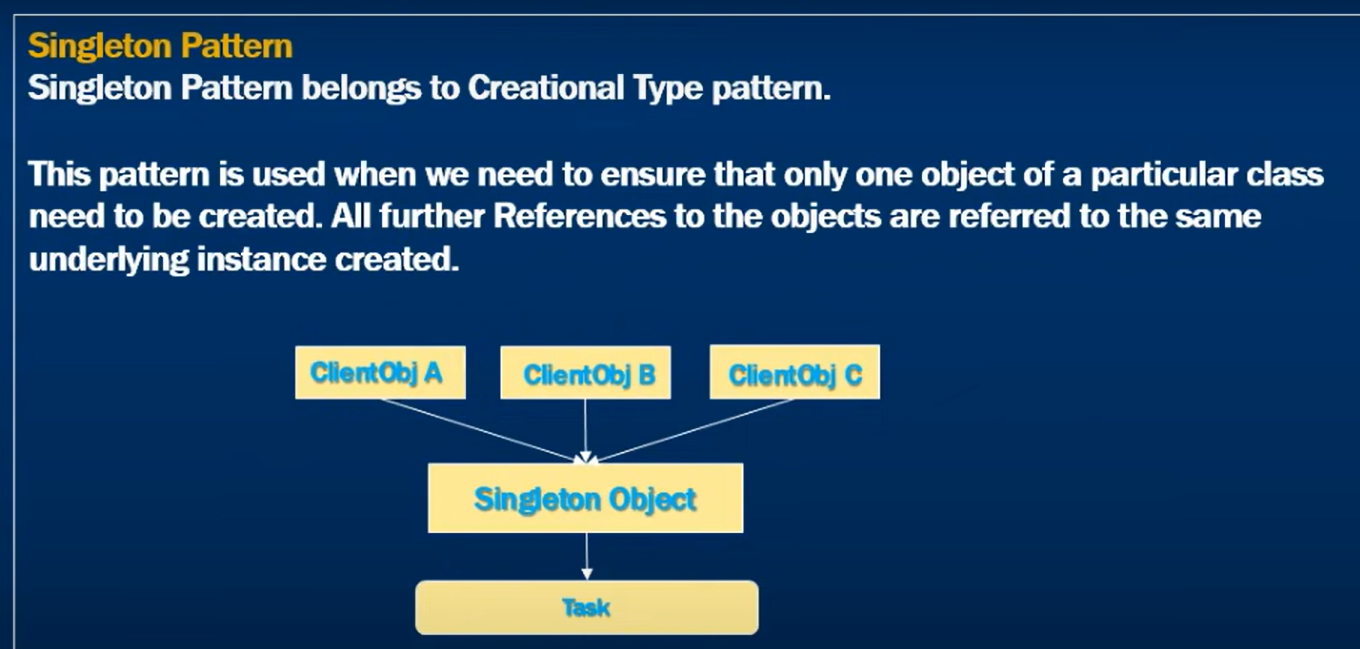 Singleton Pattern
Singleton Pattern belongs to Creational Type pattern.
This pattern is used when we need to ensure that only one object of a particular class
need to be created. All further References to the objects are referred to the same
underlying instance created.
ClientObj A
ClientObj B
ClientObj C
Singleton Object
Task